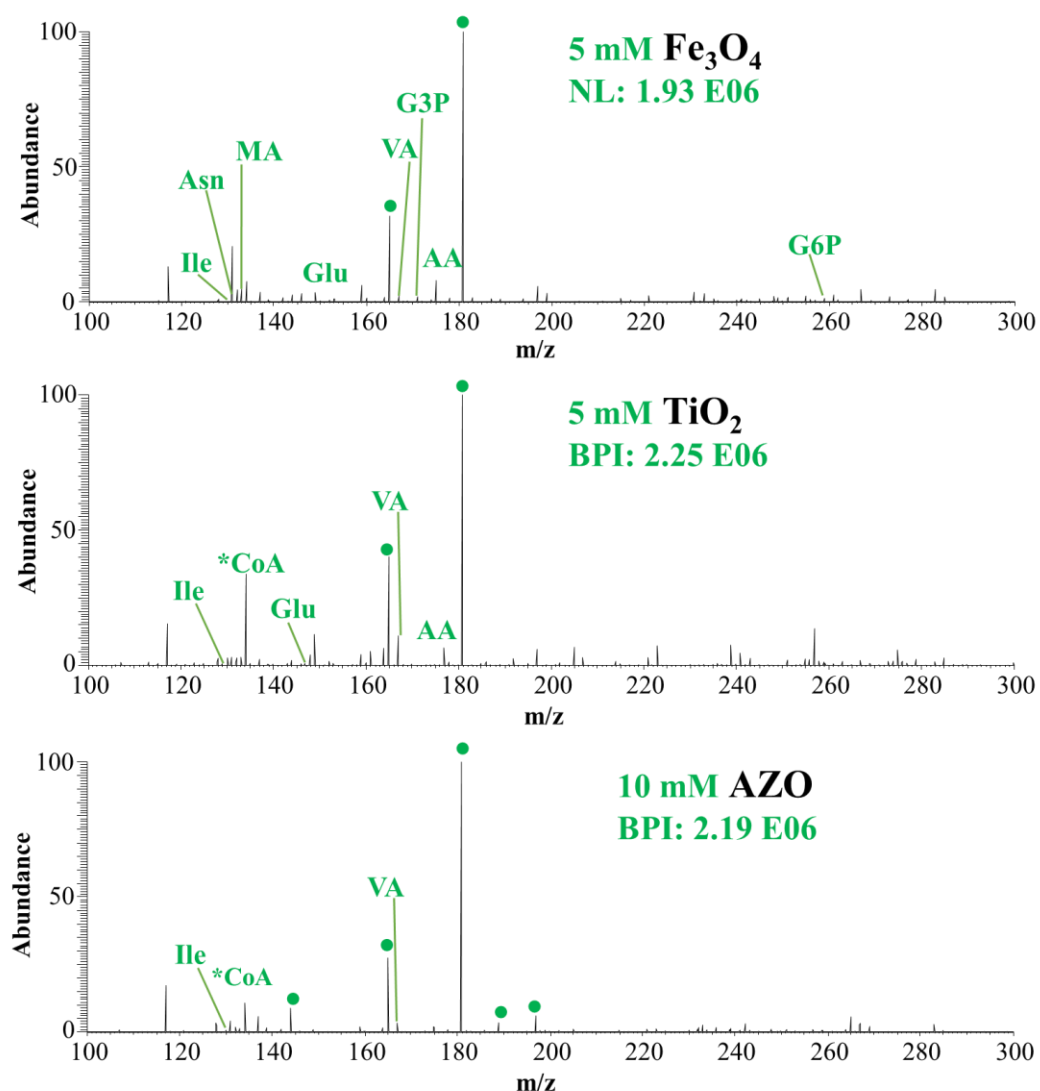 5 mM Fe₃O₄
NL: 1.93 E06
Abundance
100
50
0
Ile
Asn
MA
Glu
VA
G3P
AA
G6P
100 120 140 160 180 200 220 240 260 280 300
m/z
5 mM TiO₂
BPI: 2.25 E06
Abundance
100
50
0
Ile
*CoA
Glu
VA
AA
100 120 140 160 180 200 220 240 260 280 300
m/z
10 mM AZO
BPI: 2.19 E06
Abundance
100
50
0
Ile
*CoA
VA
100 120 140 160 180 200 220 240 260 280 300
m/z